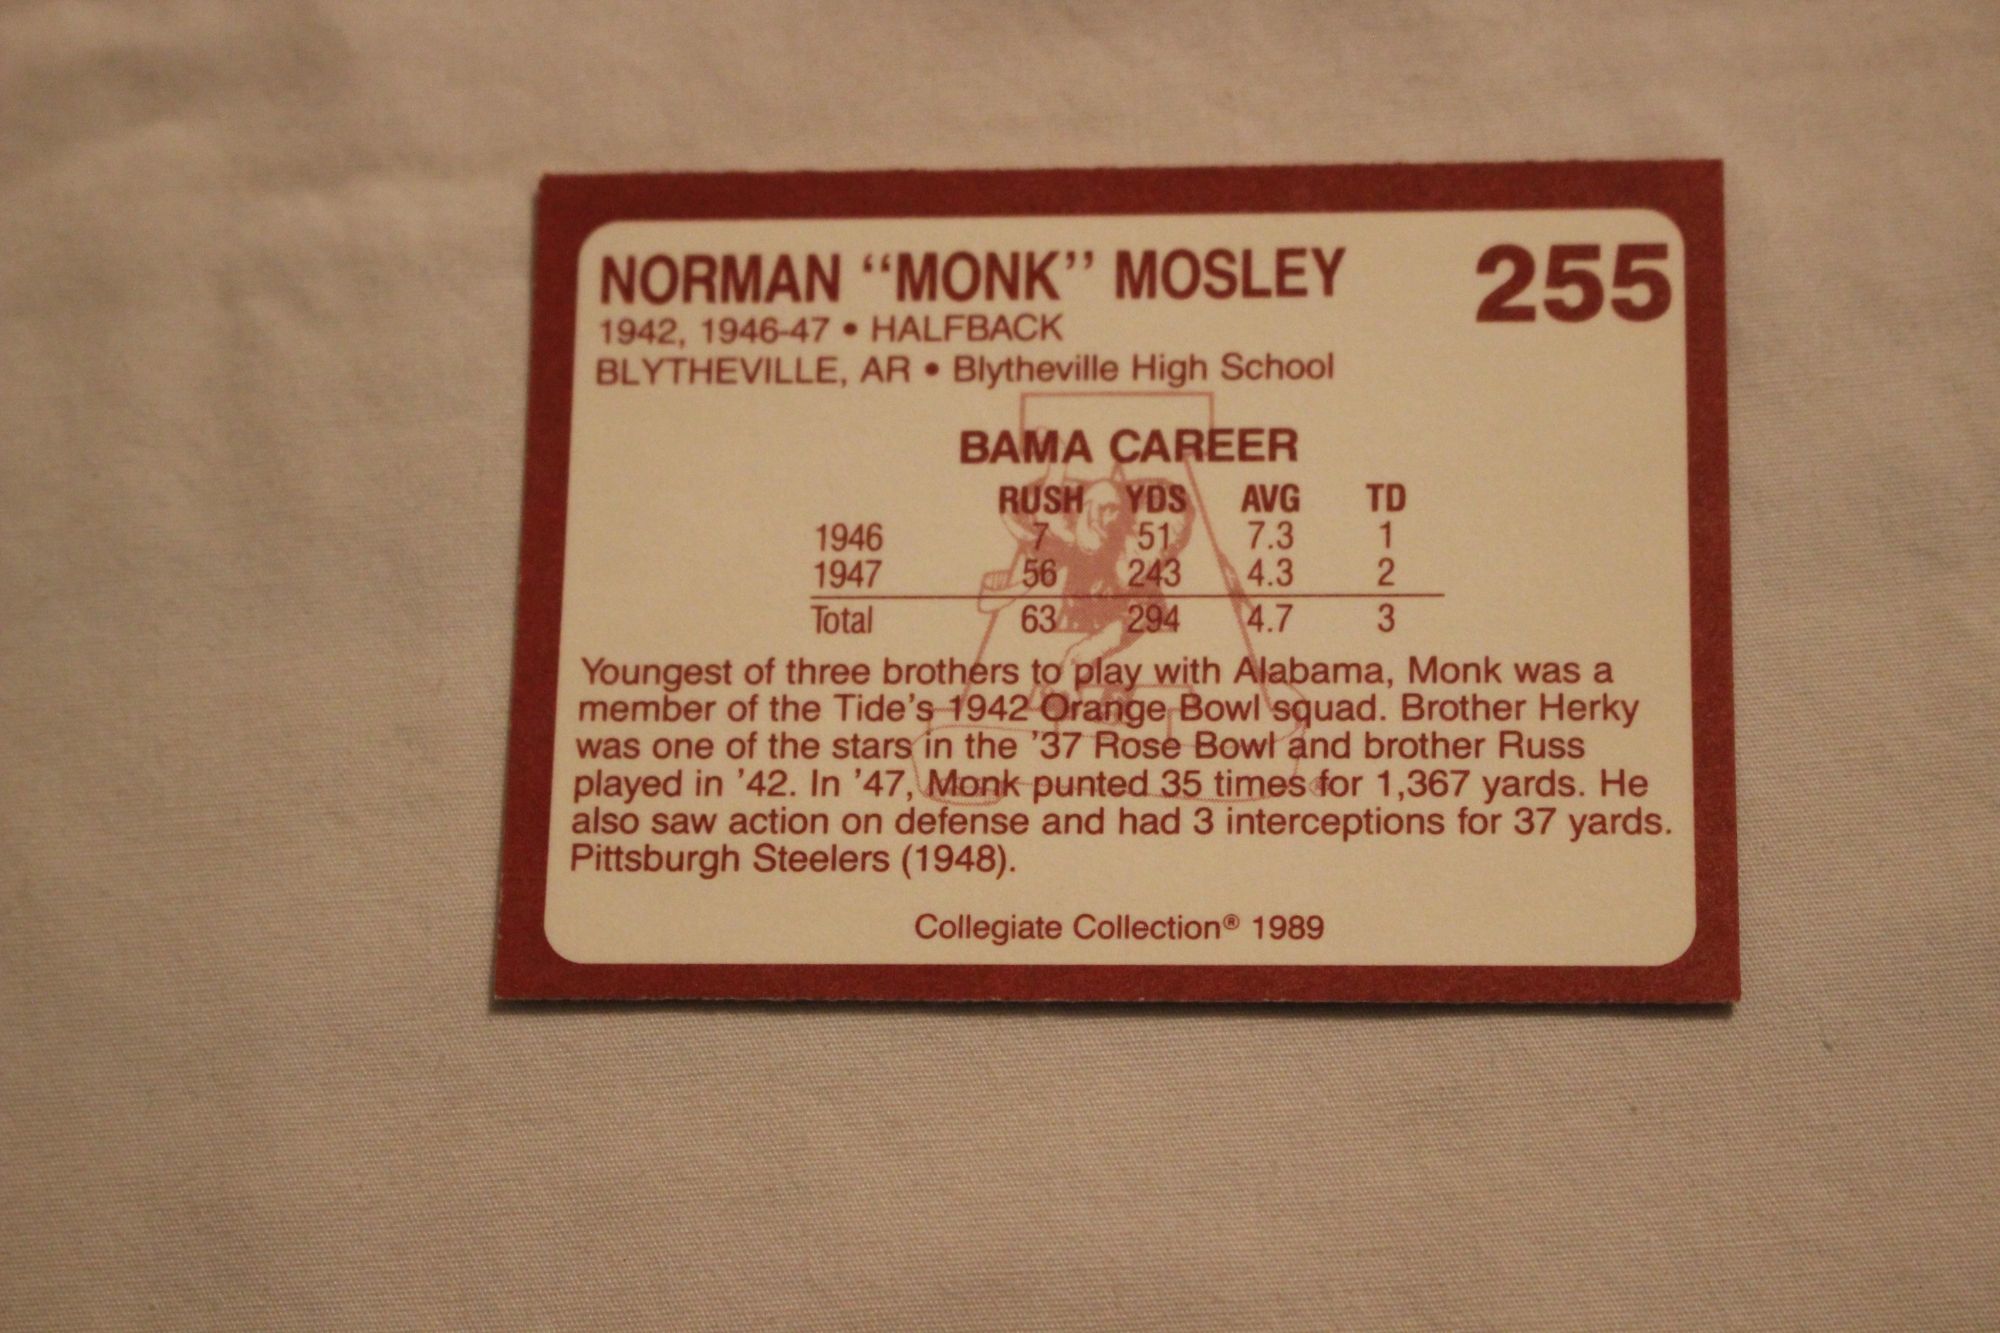 NORMAN "MONK" MOSLEY 255
1942, 1946-47 • HALFBACK
BLYTHEVILLE, AR • Blytheville High School
BAMA CAREER
RUSH YDS AVG TD
1946 7 51 7.3 1
1947 56 243 4.3 2
Total 63 294 4.7 3
Youngest of three brothers to play with Alabama, Monk was a
member of the Tide's 1942 Orange Bowl squad. Brother Herky
was one of the stars in the '37 Rose Bowl and brother Russ
played in '42. In '47, Monk punted 35 times for 1,367 yards. He
also saw action on defense and had 3 interceptions for 37 yards.
Pittsburgh Steelers (1948).
Collegiate Collection® 1989